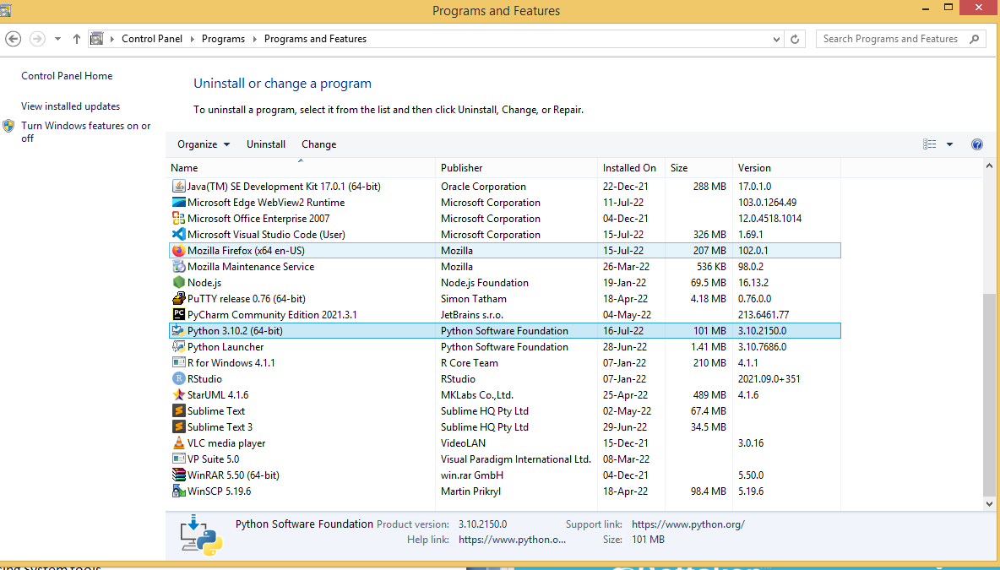 Programs and Features
Control Panel Programs Programs and Features Search Programs and Features
Control Panel Home
View installed updates
Turn Windows features on or
off
Uninstall or change a program
To uninstall a program, select it from the list and then click Uninstall, Change, or Repair.
Organize Uninstall Change
Name Publisher Installed On Size Version
Java(TM) SE Development Kit 17.0.1 (64-bit) Oracle Corporation 22-Dec-21 288 MB 17.0.1.0
Microsoft Edge WebView2 Runtime Microsoft Corporation 11-Jul-22 103.0.1264.49
Microsoft Office Enterprise 2007 Microsoft Corporation 04-Dec-21 12.0.4518.1014
Microsoft Visual Studio Code (User) Microsoft Corporation 15-Jul-22 326 MB 1.69.1
Mozilla Firefox (x64 en-US) Mozilla 15-Jul-22 207 MB 102.0.1
Mozilla Maintenance Service Mozilla 26-Mar-22 536 KB 98.0.2
Node.js Node.js Foundation 19-Jan-22 69.5 MB 16.13.2
PuTTY release 0.76 (64-bit) Simon Tatham 18-Apr-22 4.18 MB 0.76.0.0
PC PyCharm Community Edition 2021.3.1 JetBrains s.r.o. 04-May-22 213.6461.77
Python 3.10.2 (64-bit) Python Software Foundation 16-Jul-22 101 MB 3.10.2150.0
Python Launcher Python Software Foundation 28-Jun-22 1.41 MB 3.10.7686.0
R for Windows 4.1.1 R Core Team 07-Jan-22 210 MB 4.1.1
R RStudio RStudio 07-Jan-22 2021.09.0+351
StarUML 4.1.6 MKLabs Co.,Ltd. 25-Apr-22 489 MB 4.1.6
Sublime Text Sublime HQ Pty Ltd 02-May-22 67.4 MB
Sublime Text 3 Sublime HQ Pty Ltd 29-Jun-22 34.5 MB
VLC media player VideoLAN 15-Dec-21 3.0.16
VP Suite 5.0 Visual Paradigm International Ltd. 08-Mar-22
WinRAR 5.50 (64-bit) win.rar GmbH 04-Dec-21 5.50.0
WinSCP 5.19.6 Martin Prikryl 18-Apr-22 98.4 MB 5.19.6
Python Software Foundation Product version: 3.10.2150.0 Support link: https://www.python.org/
Help link: https://www.python.o... Size: 101 MB
System tools